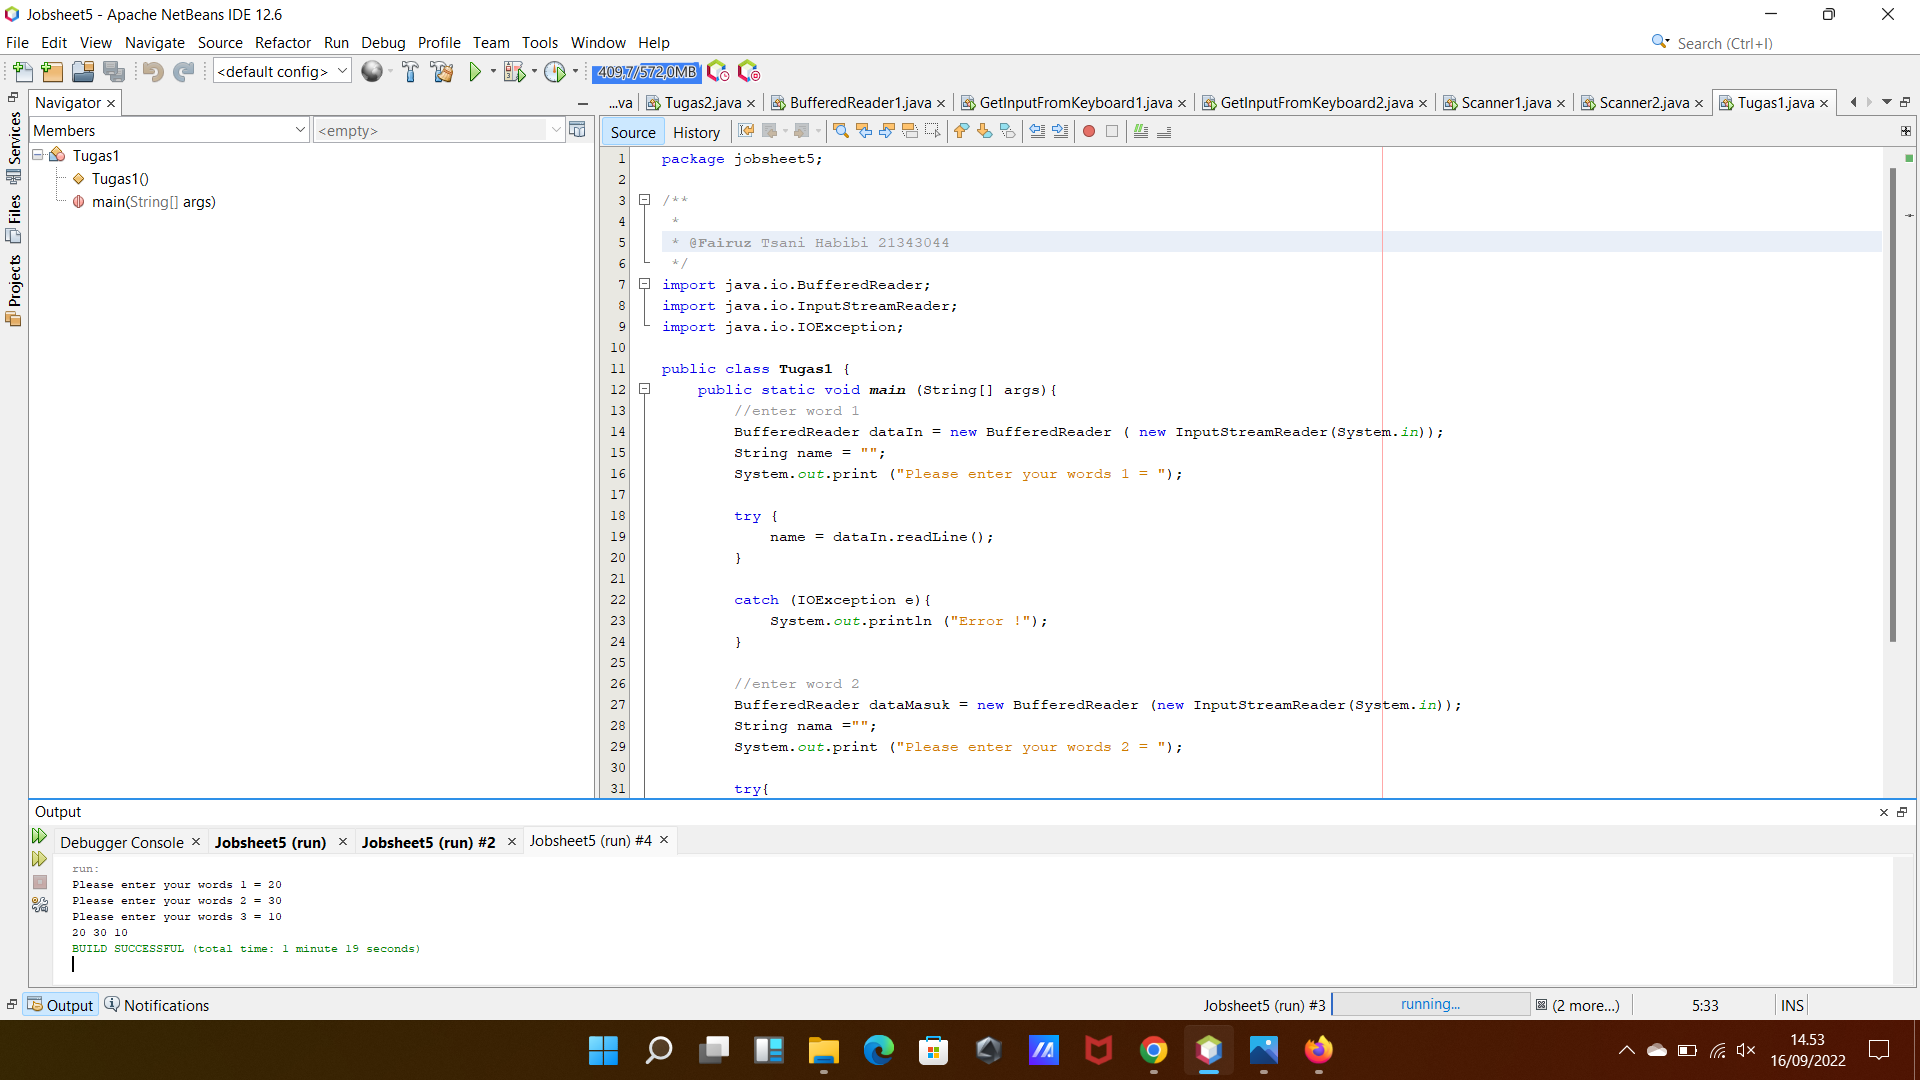 Jobsheet5 - Apache NetBeans IDE 12.6
File Edit View Navigate Source Refactor Run Debug Profile Team Tools Window Help
Search (Ctrl+I)
<default config>
409,7/572,0MB
Navigator
...va Tugas2.java BufferedReader1.java GetInputFromKeyboard1.java GetInputFromKeyboard2.java Scanner1.java Scanner2.java Tugas1.java
Members
<empty>
Source History
Services
Files
Projects
Tugas1
Tugas1()
main(String[] args)
1 package jobsheet5;
2
3 /**
4 *
5 * @Fairuz Tsani Habibi 21343044
6 */
7 import java.io.BufferedReader;
8 import java.io.InputStreamReader;
9 import java.io.IOException;
10
11 public class Tugas1 {
12 public static void main (String[] args){
13 //enter word 1
14 BufferedReader dataIn = new BufferedReader ( new InputStreamReader(System.in));
15 String name = "";
16 System.out.print ("Please enter your words 1 = ");
17
18 try {
19 name = dataIn.readLine();
20 }
21
22 catch (IOException e){
23 System.out.println ("Error !");
24 }
25
26 //enter word 2
27 BufferedReader dataMasuk = new BufferedReader (new InputStreamReader(System.in));
28 String nama ="";
29 System.out.print ("Please enter your words 2 = ");
30
31 try{
Output
Debugger Console Jobsheet5 (run) Jobsheet5 (run) #2 Jobsheet5 (run) #4
run:
Please enter your words 1 = 20
Please enter your words 2 = 30
Please enter your words 3 = 10
20 30 10
BUILD SUCCESSFUL (total time: 1 minute 19 seconds)
Output Notifications
Jobsheet5 (run) #3 running... (2 more...) 5:33 INS
14.53
16/09/2022